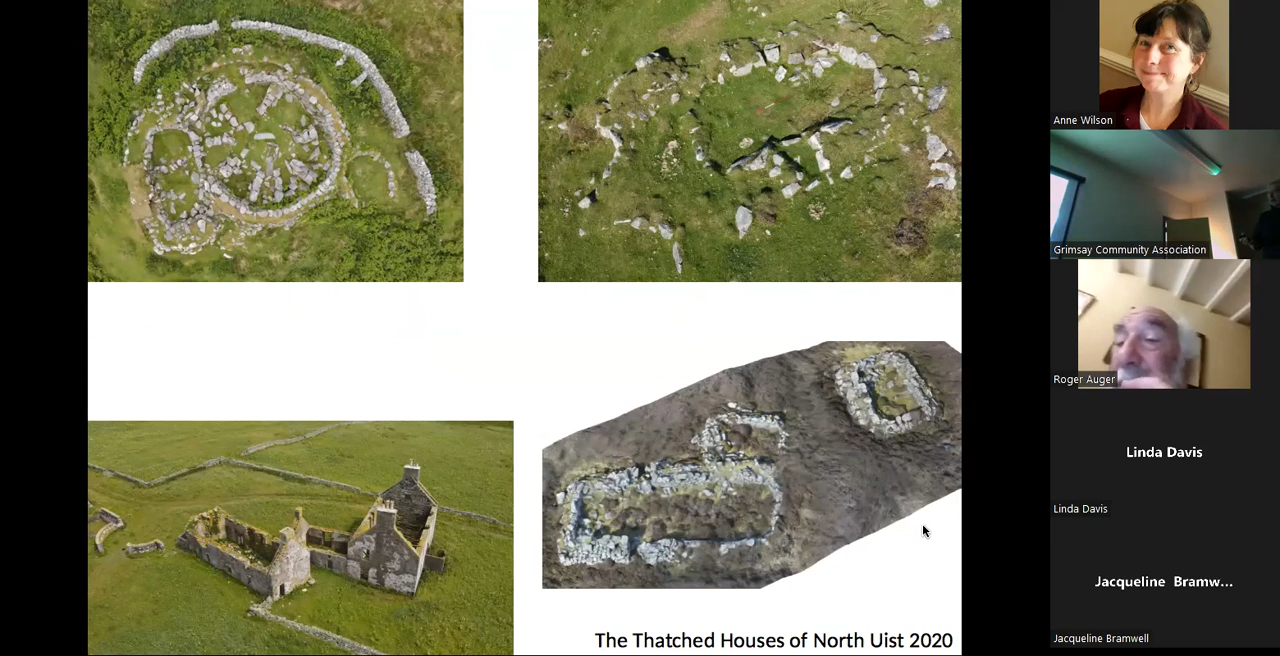 The Thatched Houses of North Uist 2020
Anne Wilson
Grimsay Community Association
Roger Auger
Linda Davis
Linda Davis
Jacqueline Bramw...
Jacqueline Bramwell